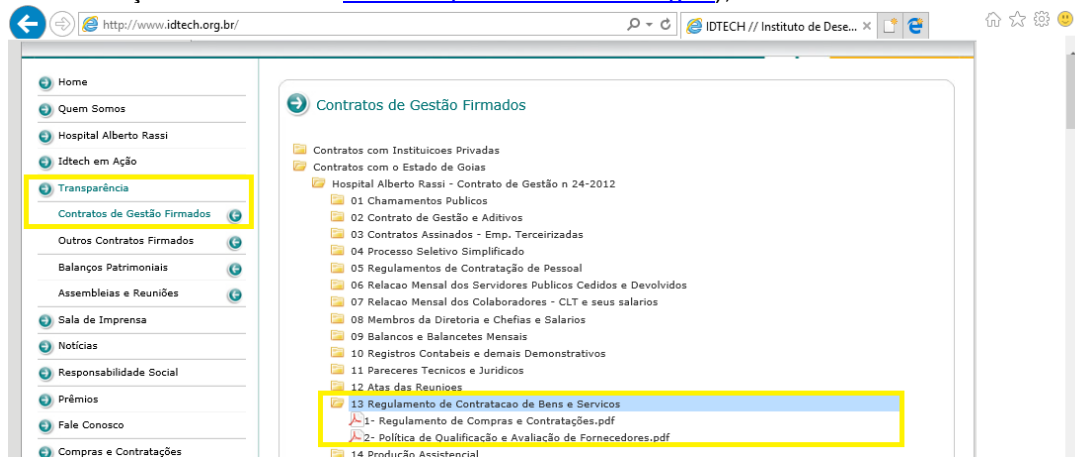 http://www.idtech.org.br/
IDTECH // Instituto de Dese...
Home
Quem Somos
Hospital Alberto Rassi
Idtech em Ação
Transparência
Contratos de Gestão Firmados
Outros Contratos Firmados
Balanços Patrimoniais
Assembleias e Reuniões
Sala de Imprensa
Notícias
Responsabilidade Social
Prêmios
Fale Conosco
Compras e Contratações
Contratos de Gestão Firmados
Contratos com Instituicoes Privadas
Contratos com o Estado de Goias
Hospital Alberto Rassi - Contrato de Gestão n 24-2012
01 Chamamentos Publicos
02 Contrato de Gestão e Aditivos
03 Contratos Assinados - Emp. Terceirizadas
04 Processo Seletivo Simplificado
05 Regulamentos de Contratação de Pessoal
06 Relacao Mensal dos Servidores Publicos Cedidos e Devolvidos
07 Relacao Mensal dos Colaboradores - CLT e seus salarios
08 Membros da Diretoria e Chefias e Salarios
09 Balancos e Balancetes Mensais
10 Registros Contabeis e demais Demonstrativos
11 Pareceres Tecnicos e Juridicos
12 Atas das Reunioes
13 Regulamento de Contratacao de Bens e Servicos
1- Regulamento de Compras e Contratações.pdf
2- Política de Qualificação e Avaliação de Fornecedores.pdf
14 Produção Assistencial